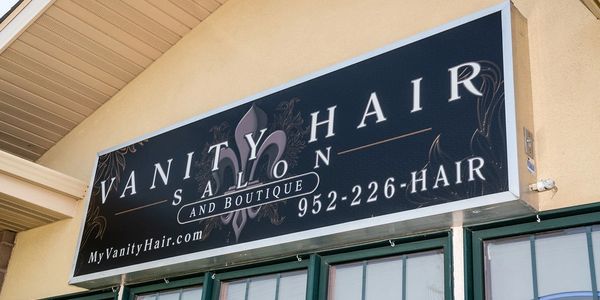 VANITY HAIR
SALON
AND BOUTIQUE
952-226-HAIR
MyVanityHair.com